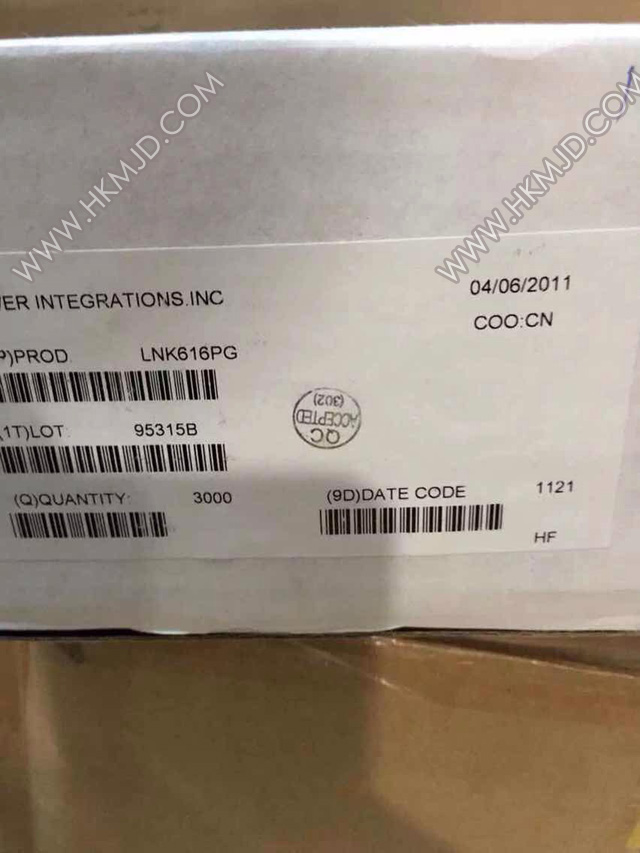 WWW.HKMJD.COM
WWW.HKMJD.COM
WER INTEGRATIONS.INC
04/06/2011
COO:CN
P)PROD.
LNK616PG
(1T)LOT:
95315B
QC
ACCEPTED
(302)
(Q)QUANTITY:
3000
(9D)DATE CODE
1121
HF